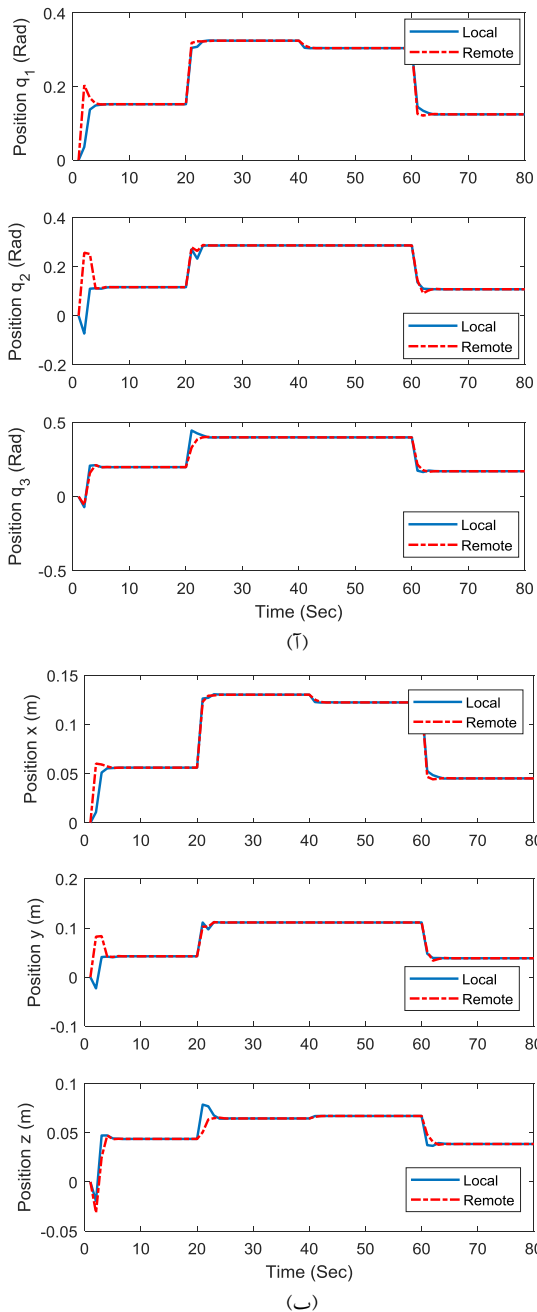 0.4
0.2
0
Position q1 (Rad)
Local
Remote
0 10 20 30 40 50 60 70 80
0.4
0.2
0
-0.2
Position q2 (Rad)
Local
Remote
0 10 20 30 40 50 60 70 80
0.5
0
-0.5
Position q3 (Rad)
Local
Remote
0 10 20 30 40 50 60 70 80
Time (Sec)
(آ)
0.15
0.1
0.05
0
Position x (m)
Local
Remote
0 10 20 30 40 50 60 70 80
0.2
0.1
0
-0.1
Position y (m)
Local
Remote
0 10 20 30 40 50 60 70 80
0.1
0.05
0
-0.05
Position z (m)
Local
Remote
0 10 20 30 40 50 60 70 80
Time (Sec)
(ب)